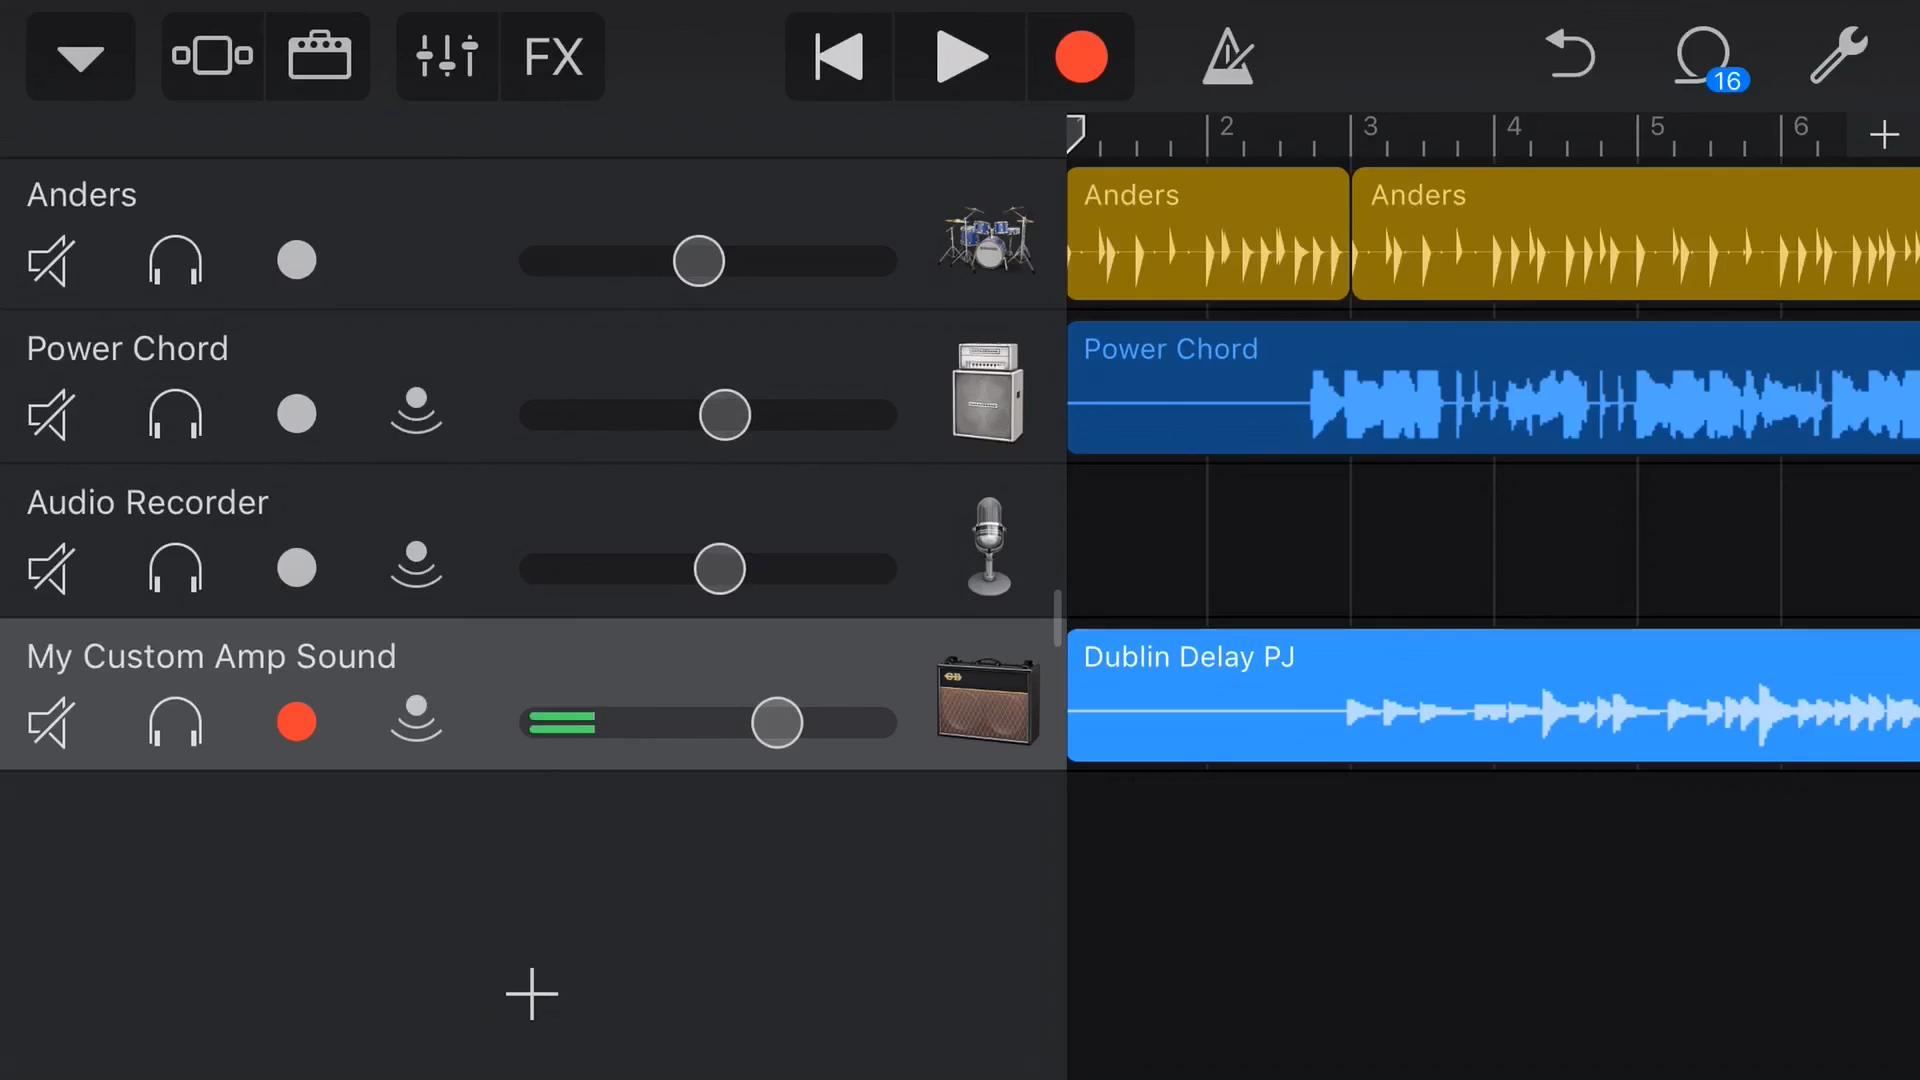 FX
16
2 3 4 5 6
Anders
Anders
Anders
Power Chord
Power Chord
Audio Recorder
My Custom Amp Sound
Dublin Delay PJ